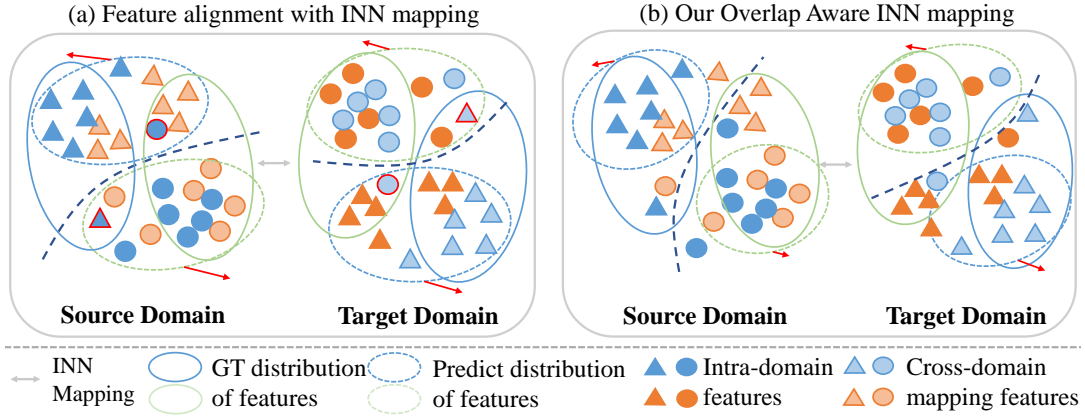 (a) Feature alignment with INN mapping
(b) Our Overlap Aware INN mapping
Source Domain
Target Domain
Source Domain
Target Domain
INN
Mapping
GT distribution
of features
Predict distribution
of features
Intra-domain
features
Cross-domain
mapping features